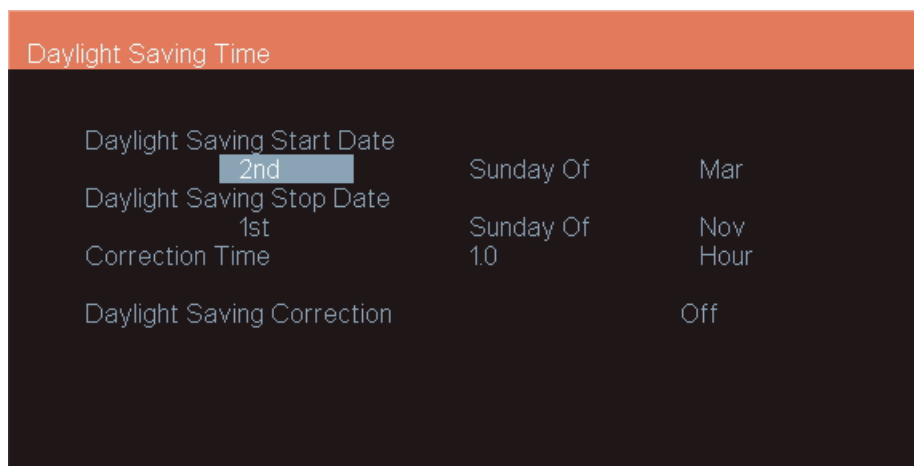 Daylight Saving Time
Daylight Saving Start Date
2nd Sunday Of Mar
Daylight Saving Stop Date
1st Sunday Of Nov
Correction Time 1.0 Hour
Daylight Saving Correction Off